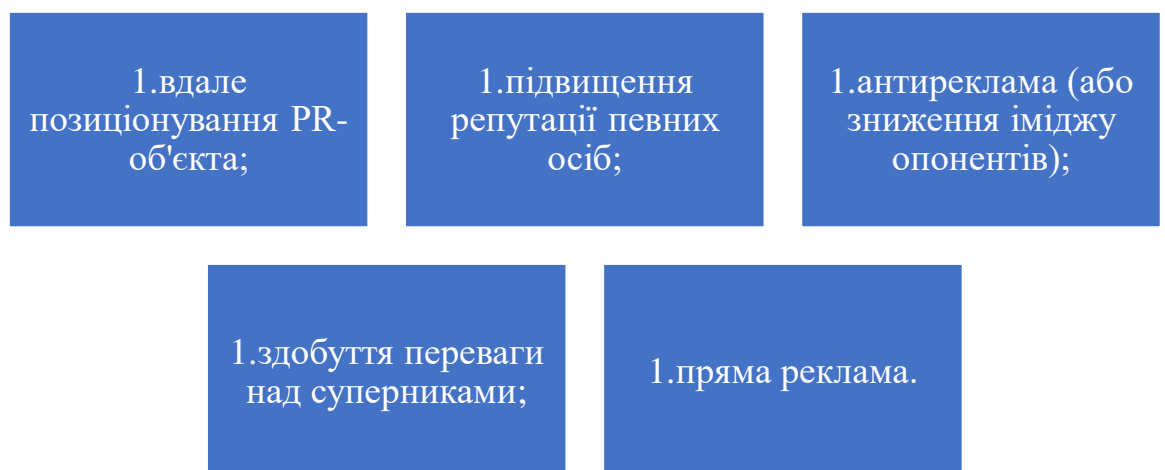 1.вдале
позиціонування PR-
об'єкта;
1.підвищення
репутації певних
осіб;
1.антиреклама (або
зниження іміджу
опонентів);
1.здобуття переваги
над суперниками;
1.пряма реклама.